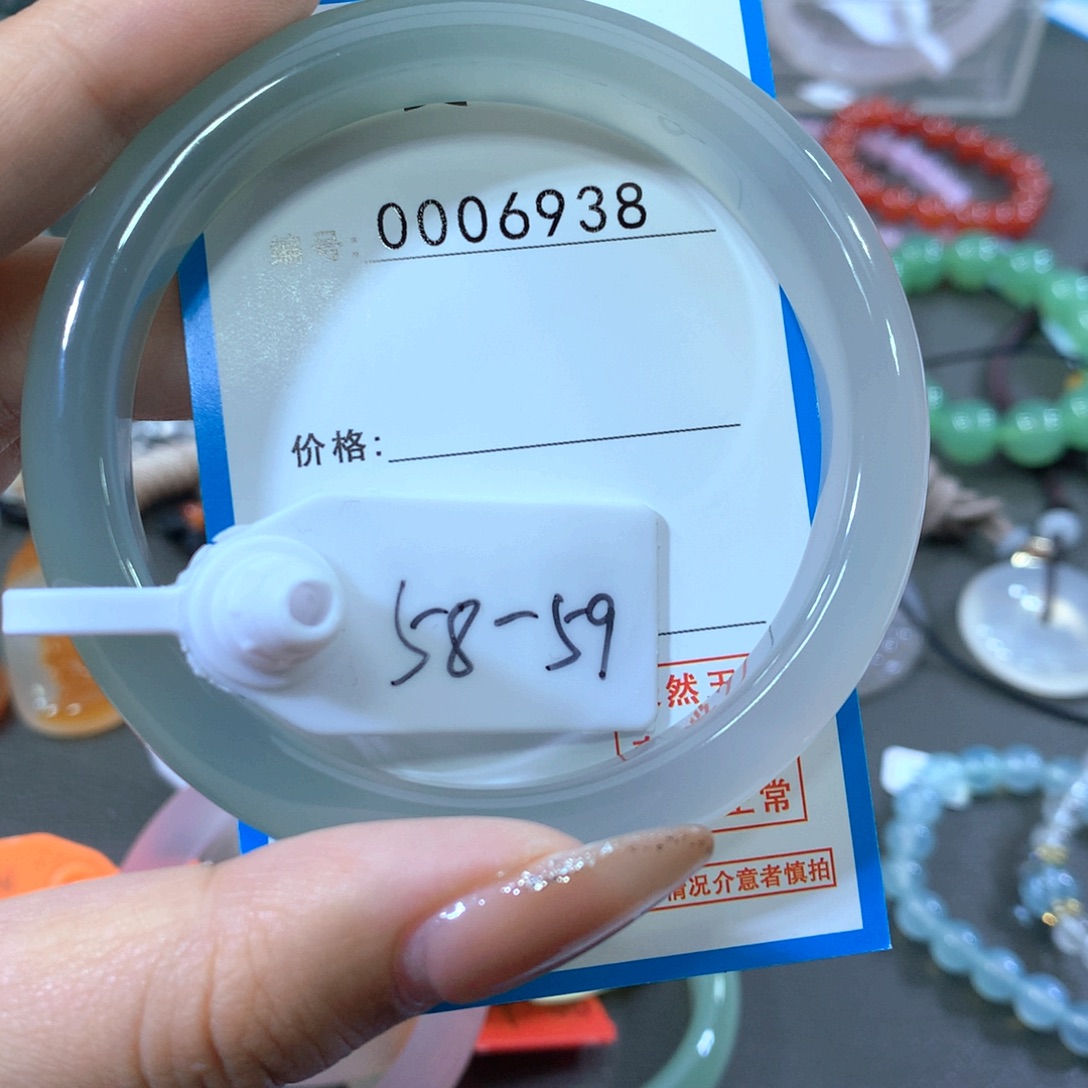 编号: 0006938
价格:
58-59
然
常
情况介意者慎拍